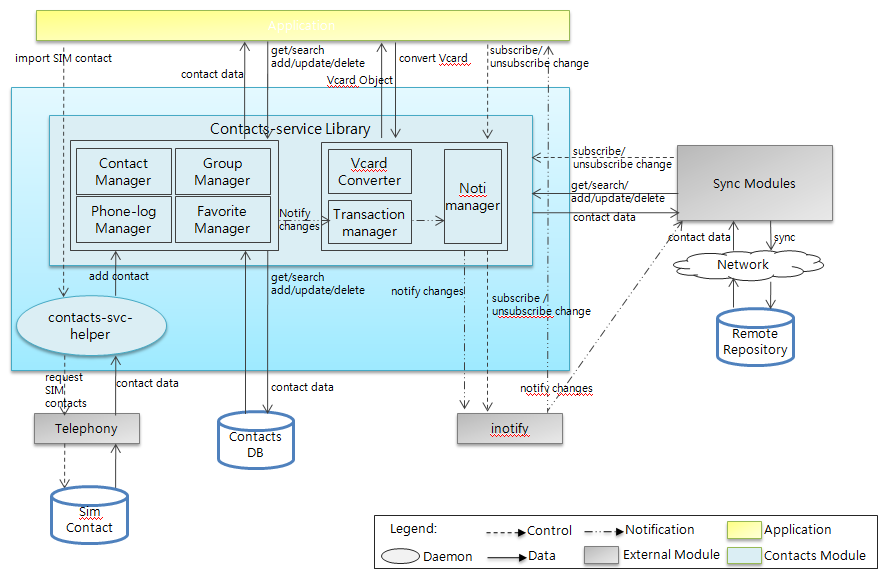 Application
import SIM contact
get/search
add/update/delete
contact data
convert Vcard
Vcard Object
subscribe/
unsubscribe change
Contacts-service Library
Contact
Manager
Group
Manager
Phone-log
Manager
Favorite
Manager
Notify
changes
Vcard
Converter
Transaction
manager
Noti
manager
subscribe/
unsubscribe change
get/search/
add/update/delete
contact data
Sync Modules
contact data
sync
Network
Remote
Repository
add contact
get/search
add/update/delete
notify changes
subscribe /
unsubscribe change
contacts-svc-
helper
request
SIM
contacts
contact data
contact data
notify changes
Telephony
Contacts
DB
inotify
Sim
Contact
Legend:
Control
Notification
Application
Daemon
Data
External Module
Contacts Module